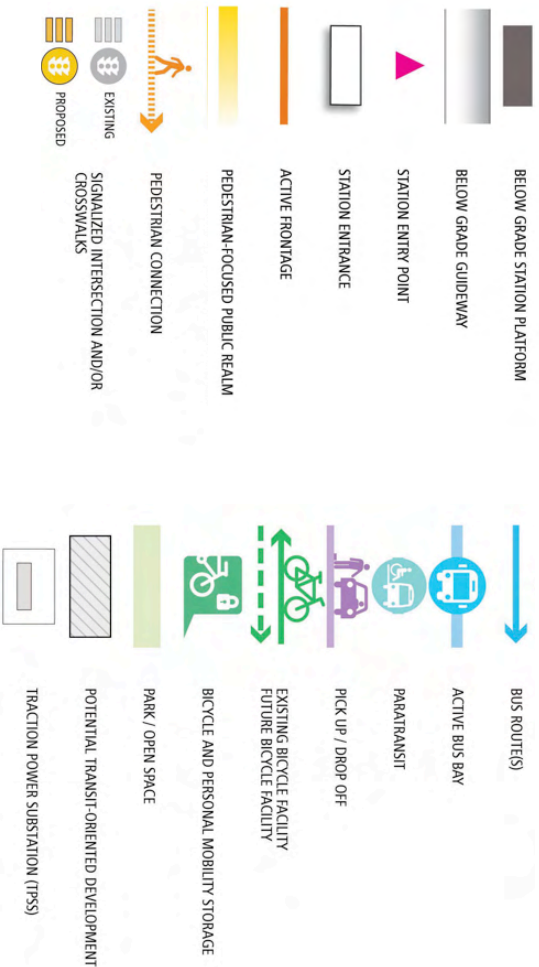 BELOW GRADE STATION PLATFORM
BELOW GRADE GUIDEWAY
STATION ENTRY POINT
STATION ENTRANCE
ACTIVE FRONTAGE
PEDESTRIAN-FOCUSED PUBLIC REALM
PEDESTRIAN CONNECTION
EXISTING
PROPOSED
SIGNALIZED INTERSECTION AND/OR
CROSSWALKS
BUS ROUTE(S)
ACTIVE BUS BAY
PARATRANSIT
PICK UP / DROP OFF
EXISTING BICYCLE FACILITY
FUTURE BICYCLE FACILITY
BICYCLE AND PERSONAL MOBILITY STORAGE
PARK / OPEN SPACE
POTENTIAL TRANSIT-ORIENTED DEVELOPMENT
TRACTION POWER SUBSTATION (TPSS)